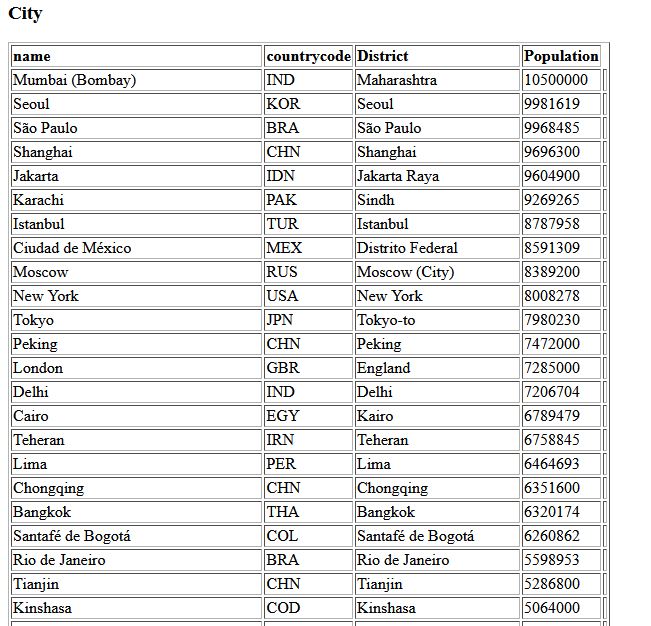 City
name countrycode District Population
Mumbai (Bombay) IND Maharashtra 10500000
Seoul KOR Seoul 9981619
São Paulo BRA São Paulo 9968485
Shanghai CHN Shanghai 9696300
Jakarta IDN Jakarta Raya 9604900
Karachi PAK Sindh 9269265
Istanbul TUR Istanbul 8787958
Ciudad de México MEX Distrito Federal 8591309
Moscow RUS Moscow (City) 8389200
New York USA New York 8008278
Tokyo JPN Tokyo-to 7980230
Peking CHN Peking 7472000
London GBR England 7285000
Delhi IND Delhi 7206704
Cairo EGY Kairo 6789479
Teheran IRN Teheran 6758845
Lima PER Lima 6464693
Chongqing CHN Chongqing 6351600
Bangkok THA Bangkok 6320174
Santafé de Bogotá COL Santafé de Bogotá 6260862
Rio de Janeiro BRA Rio de Janeiro 5598953
Tianjin CHN Tianjin 5286800
Kinshasa COD Kinshasa 5064000